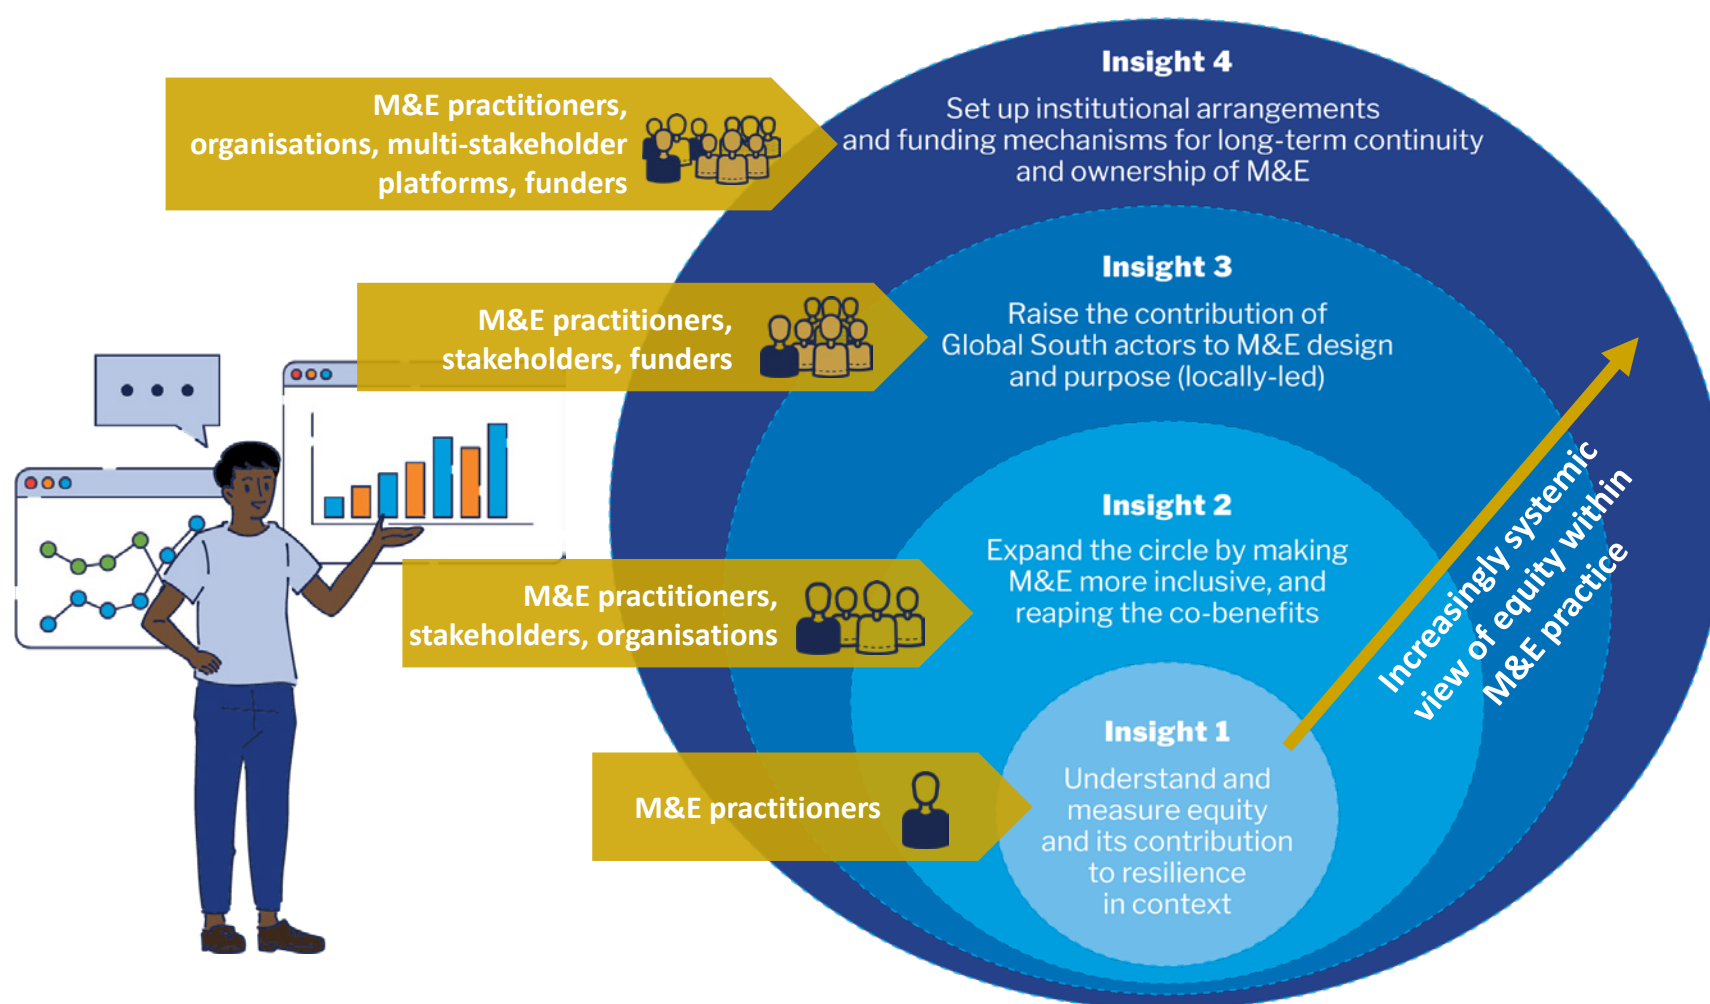 Insight 4
Set up institutional arrangements
and funding mechanisms for long-term continuity
and ownership of M&E
M&E practitioners,
organisations, multi-stakeholder
platforms, funders
Insight 3
Raise the contribution of
Global South actors to M&E design
and purpose (locally-led)
M&E practitioners,
stakeholders, funders
Insight 2
Expand the circle by making
M&E more inclusive, and
reaping the co-benefits
M&E practitioners,
stakeholders, organisations
Increasingly systemic
view of equity within
M&E practice
Insight 1
Understand and
measure equity
and its contribution
to resilience
in context
M&E practitioners